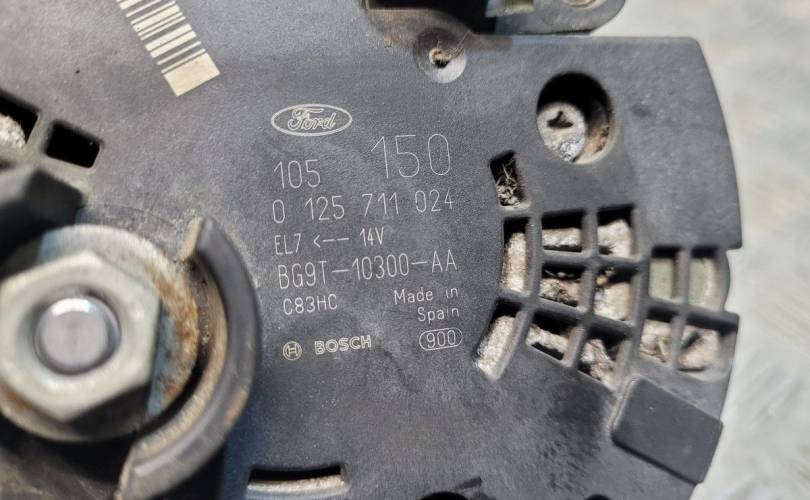 Ford
105 150
0 125 711 024
EL7 <-- 14V
BG9T-10300-AA
C83HC Made in
Spain
BOSCH 900